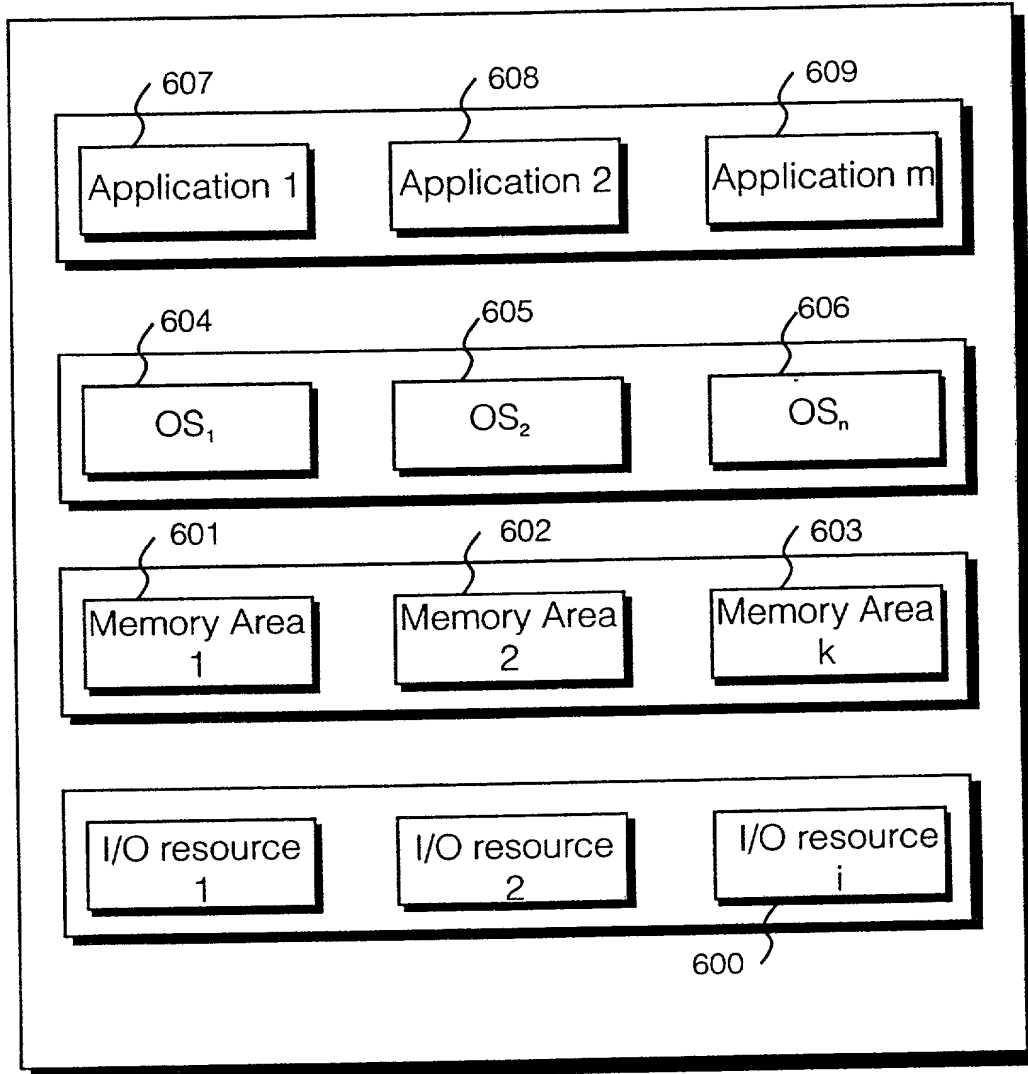 607
608
609
Application 1
Application 2
Application m
604
605
606
OS₁
OS₂
OSₙ
601
602
603
Memory Area
1
Memory Area
2
Memory Area
k
I/O resource
1
I/O resource
2
I/O resource
i
600